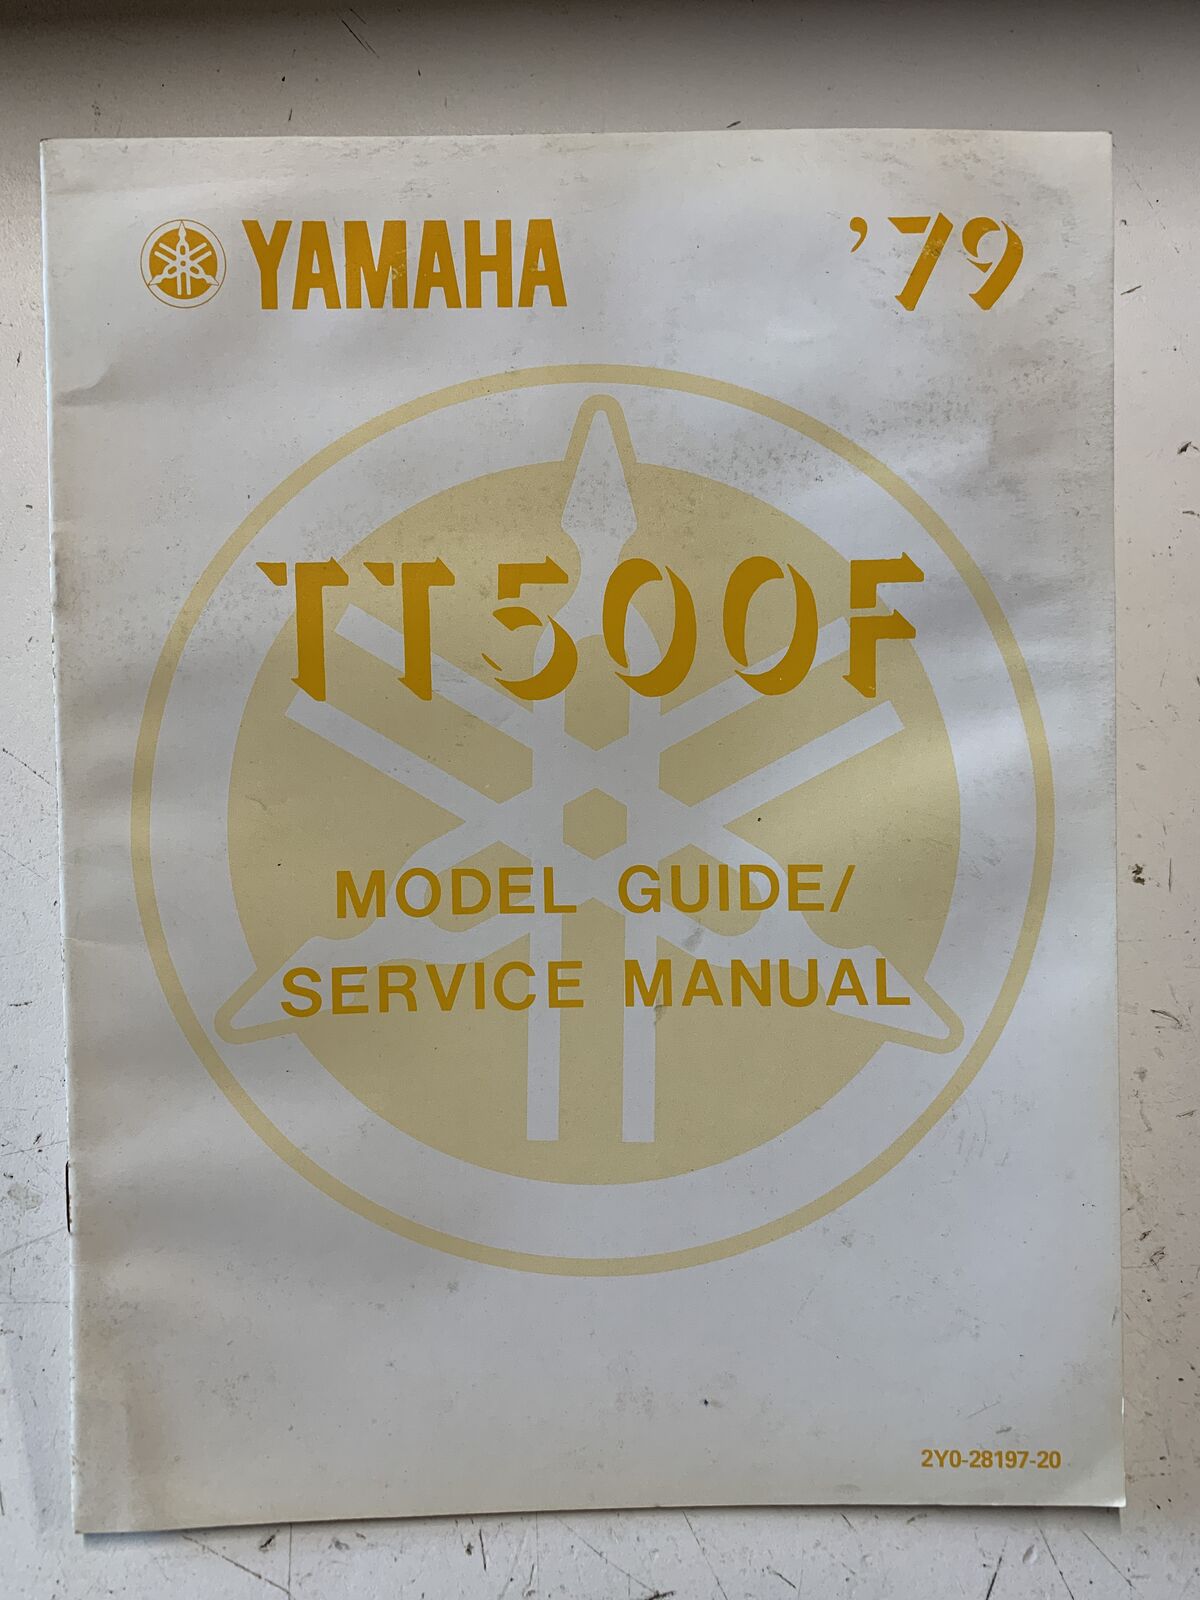 YAMAHA '79
TT500F
MODEL GUIDE/
SERVICE MANUAL
2Y0-28197-20